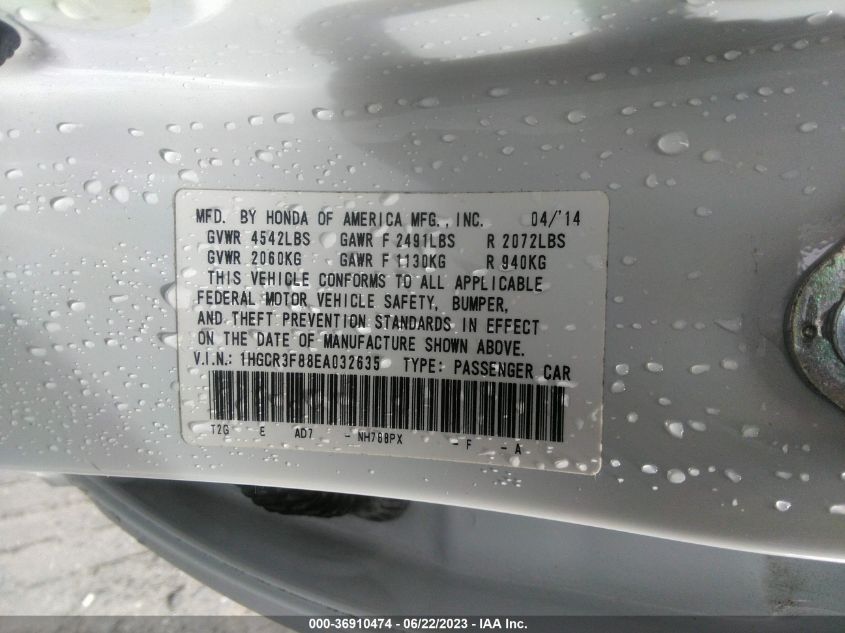 MFD. BY HONDA OF AMERICA MFG., INC. 04/'14
GVWR 4542LBS GAWR F 2491LBS R 2072LBS
GVWR 2060KG GAWR F 1130KG R 940KG
THIS VEHICLE CONFORMS TO ALL APPLICABLE
FEDERAL MOTOR VEHICLE SAFETY, BUMPER,
AND THEFT PREVENTION STANDARDS IN EFFECT
ON THE DATE OF MANUFACTURE SHOWN ABOVE.
V.I.N.: 1HGCR3F88EA032635 TYPE: PASSENGER CAR
T2G E AD7 - NH788PX - F - A
000-36910474 - 06/22/2023 - IAA Inc.